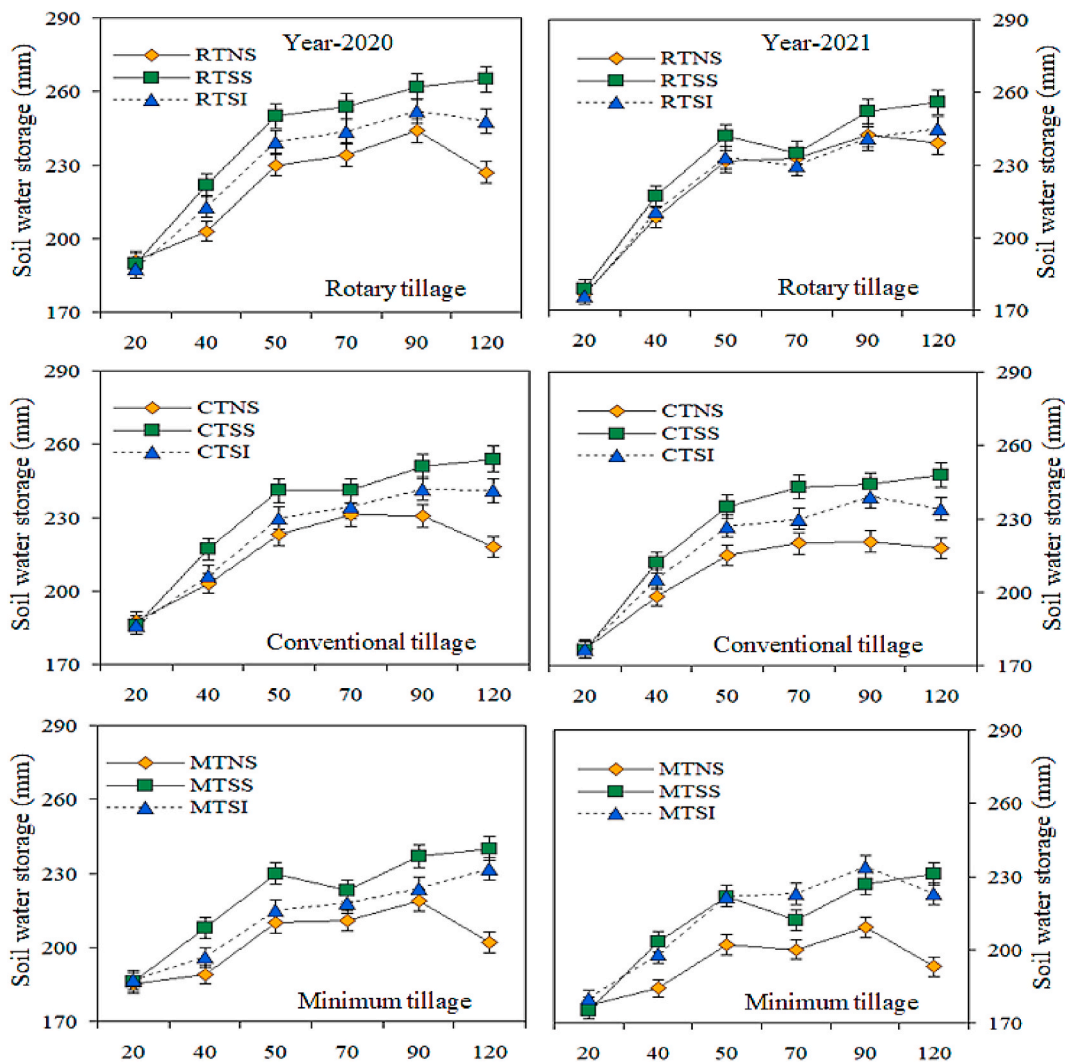 Year-2020
RTNS
RTSS
RTSI
Rotary tillage
Soil water storage (mm)
290
260
230
200
170
20 40 50 70 90 120
Year-2021
RTNS
RTSS
RTSI
Rotary tillage
Soil water storage (mm)
290
260
230
200
170
20 40 50 70 90 120
CTNS
CTSS
CTSI
Conventional tillage
Soil water storage (mm)
290
260
230
200
170
20 40 50 70 90 120
CTNS
CTSS
CTSI
Conventional tillage
Soil water storage (mm)
290
260
230
200
170
20 40 50 70 90 120
MTNS
MTSS
MTSI
Minimum tillage
Soil water storage (mm)
290
260
230
200
170
20 40 50 70 90 120
MTNS
MTSS
MTSI
Minimum tillage
Soil water storage (mm)
290
260
230
200
170
20 40 50 70 90 120